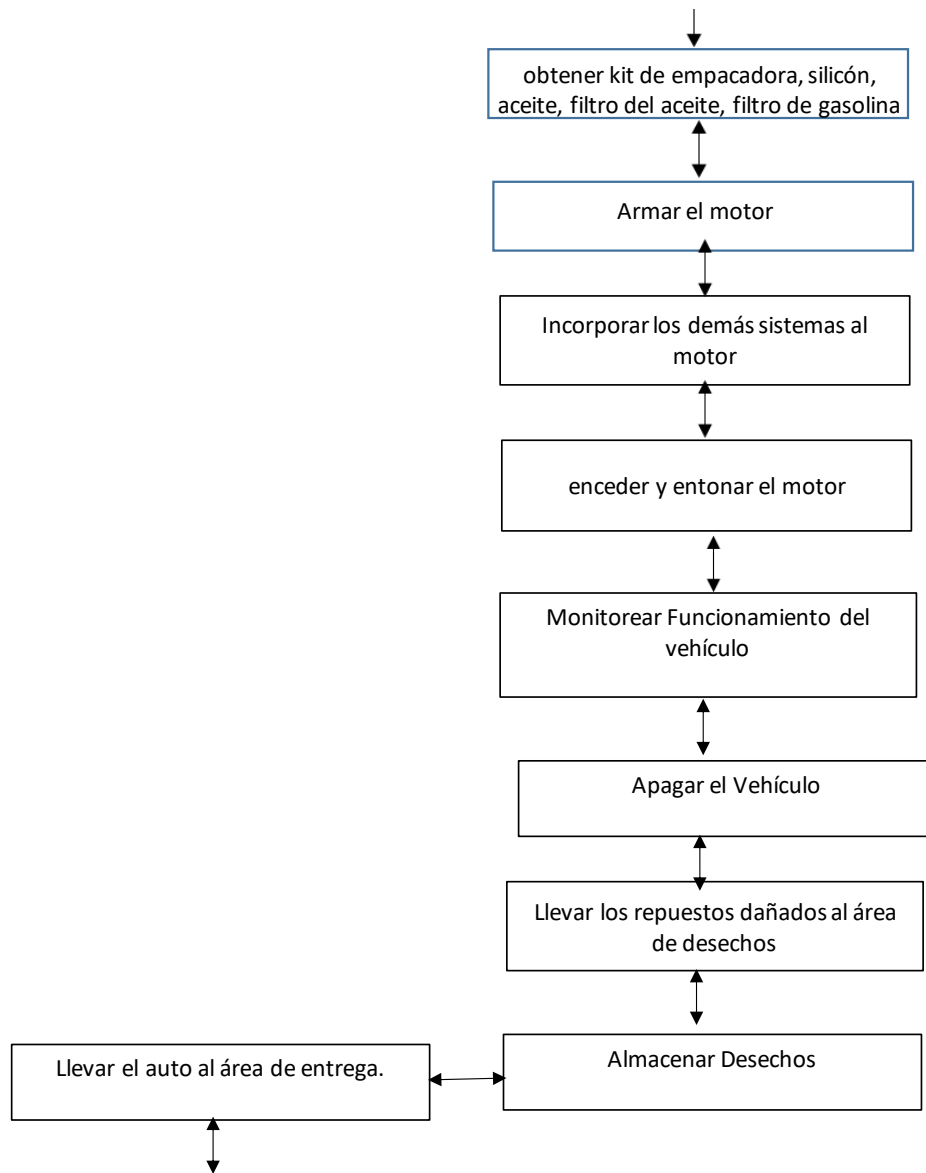 obtener kit de empacadora, silicón,
aceite, filtro del aceite, filtro de gasolina
Armar el motor
Incorporar los demás sistemas al
motor
enceder y entonar el motor
Monitorear Funcionamiento del
vehículo
Apagar el Vehículo
Llevar los repuestos dañados al área
de desechos
Almacenar Desechos
Llevar el auto al área de entrega.